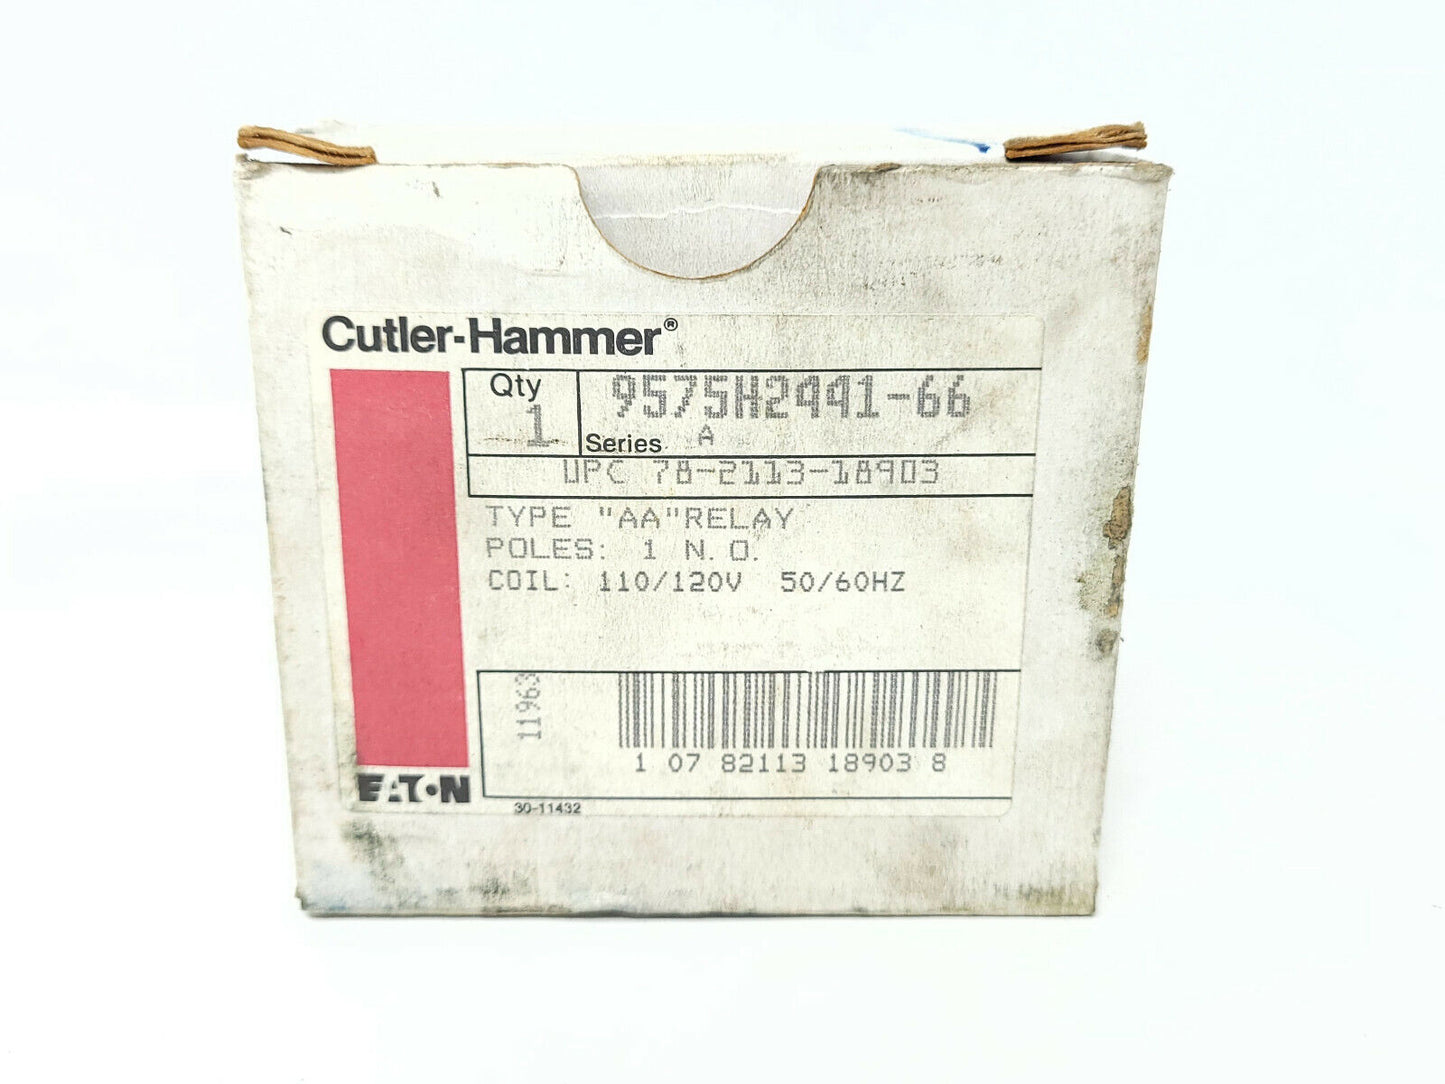 Cutler-Hammer®
Qty 9575H2441-66
1 Series A
UPC 78-2113-18903
TYPE "AA"RELAY
POLES: 1 N.O.
COIL: 110/120V 50/60HZ
11963
1 07 82113 18903 8
EATON
30-11432